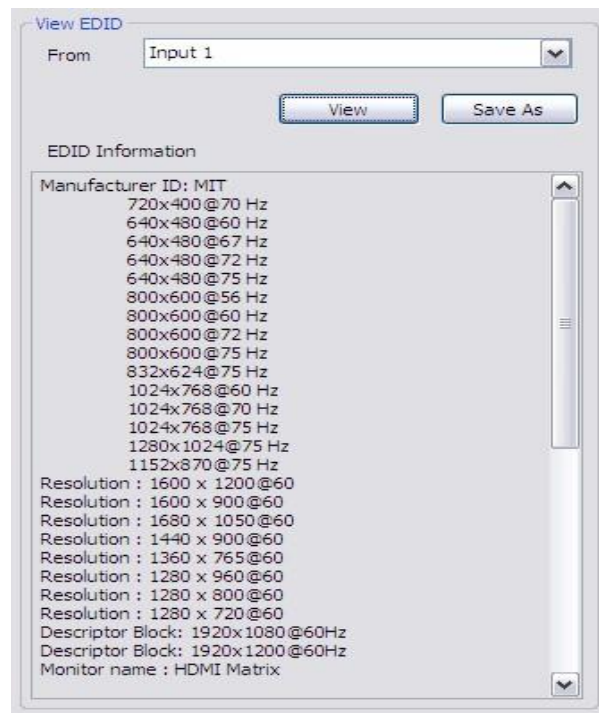 View EDID
From Input 1
View Save As
EDID Information
Manufacturer ID: MIT
720x400@70 Hz
640x480@60 Hz
640x480@67 Hz
640x480@72 Hz
640x480@75 Hz
800x600@56 Hz
800x600@60 Hz
800x600@72 Hz
800x600@75 Hz
832x624@75 Hz
1024x768@60 Hz
1024x768@70 Hz
1024x768@75 Hz
1280x1024@75 Hz
1152x870@75 Hz
Resolution : 1600 x 1200@60
Resolution : 1600 x 900@60
Resolution : 1680 x 1050@60
Resolution : 1440 x 900@60
Resolution : 1360 x 765@60
Resolution : 1280 x 960@60
Resolution : 1280 x 800@60
Resolution : 1280 x 720@60
Descriptor Block: 1920x1080@60Hz
Descriptor Block: 1920x1200@60Hz
Monitor name : HDMI Matrix